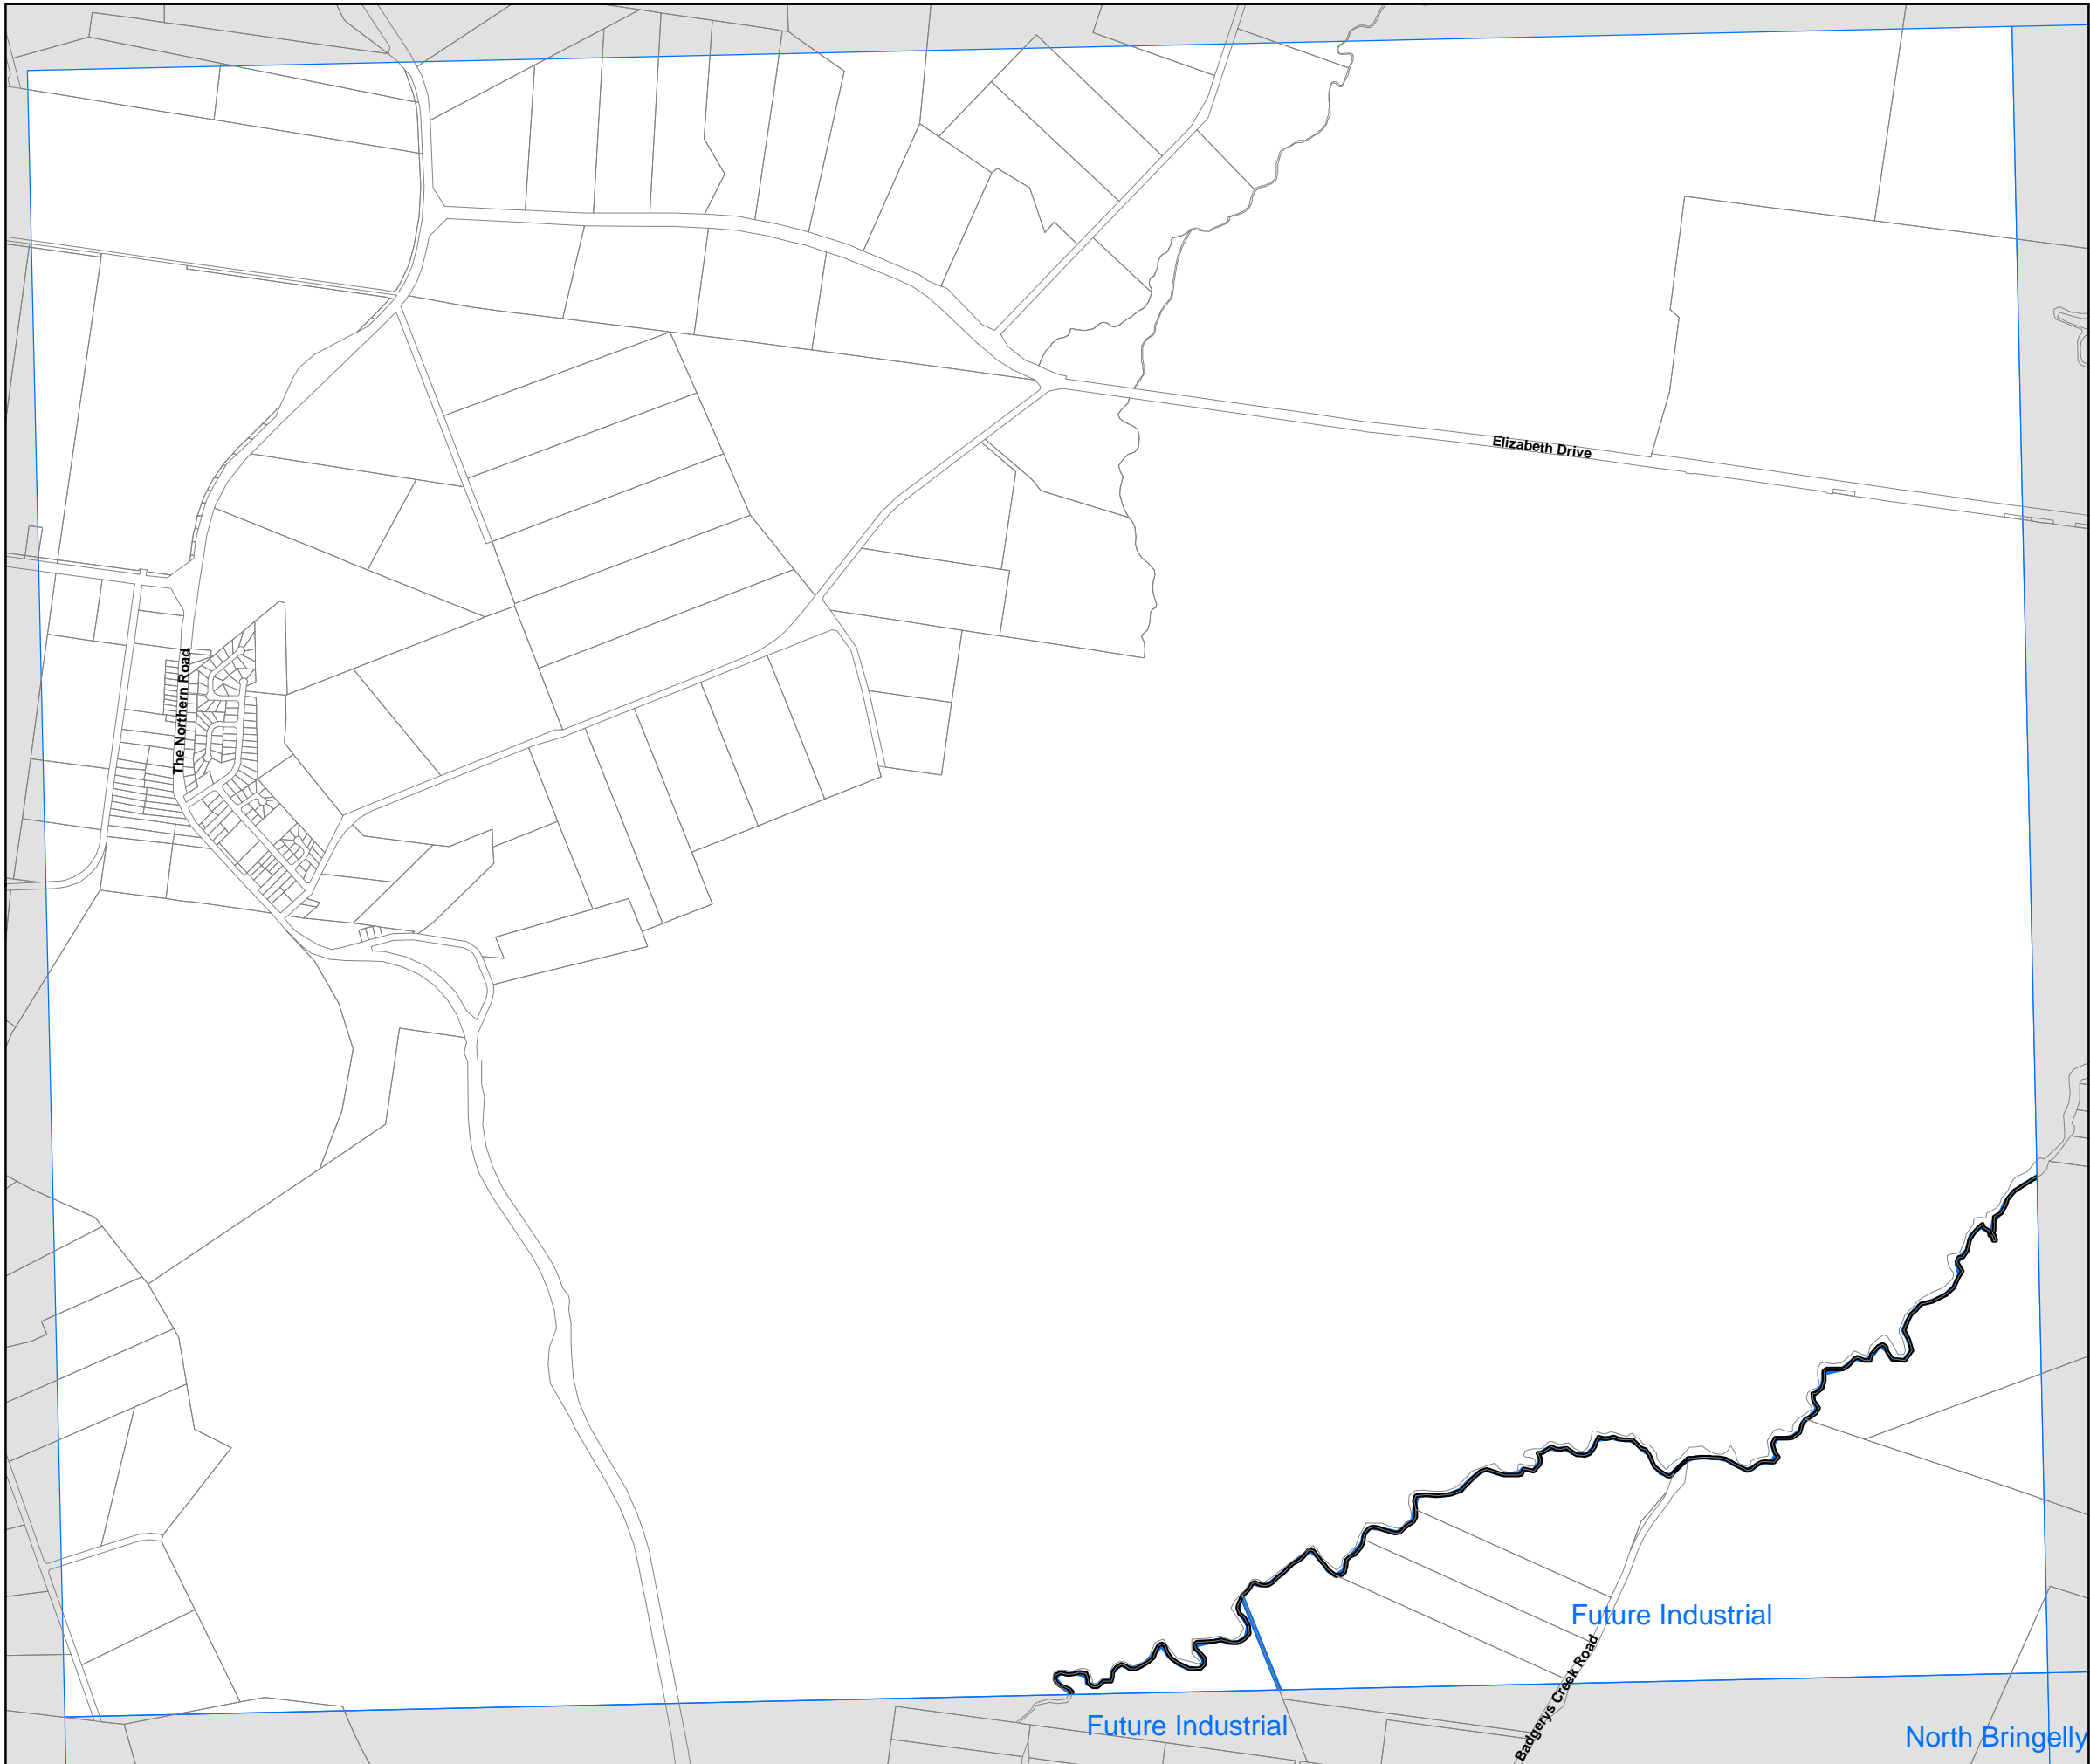 Elizabeth Drive
The Northern Road
Future Industrial
Badgerys Creek Road
Future Industrial
North Bringelly